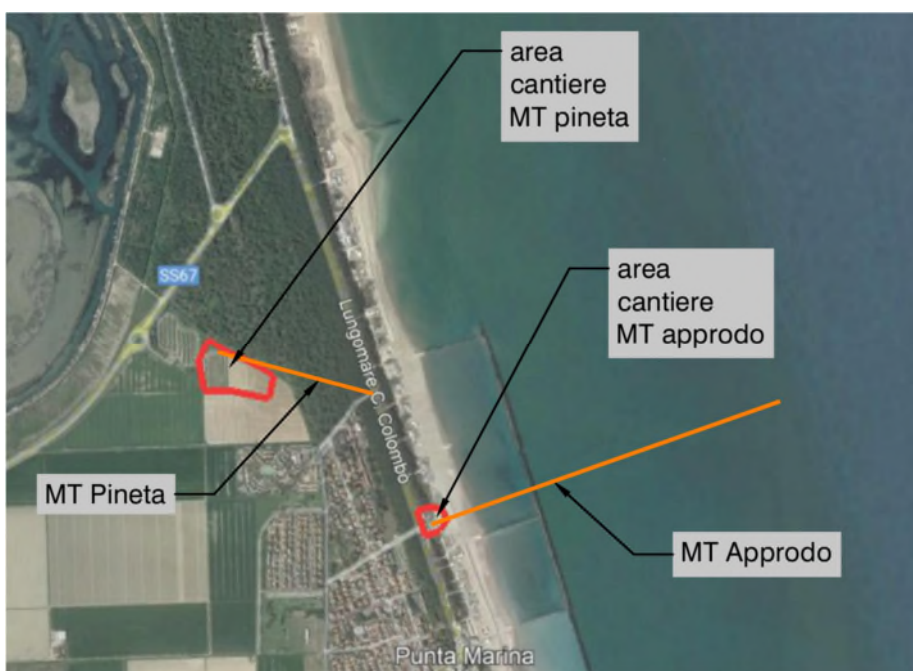 area
cantiere
MT pineta
SS67
area
cantiere
MT approdo
Lungomare C. Colombo
MT Pineta
MT Approdo
Punta Marina